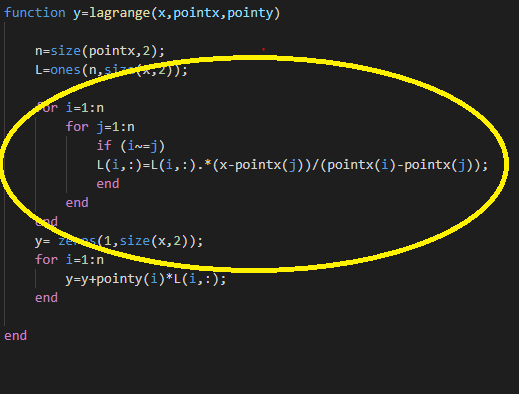 function y=lagrange(x,pointx,pointy)
n=size(pointx,2);
L=ones(n,size(x,2));
for i=1:n
for j=1:n
if (i~=j)
L(i,:)=L(i,:).*(x-pointx(j))/(pointx(i)-pointx(j));
end
end
end
y= zeros(1,size(x,2));
for i=1:n
y=y+pointy(i)*L(i,:);
end
end